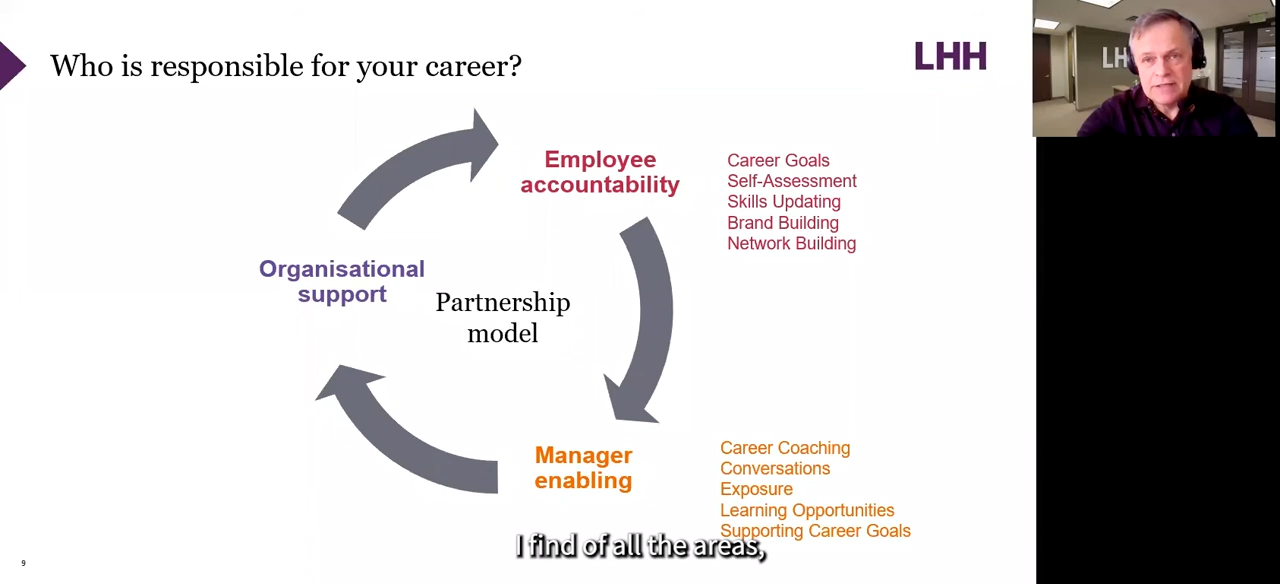 Who is responsible for your career?
LHH
LH
Employee
accountability
Career Goals
Self-Assessment
Skills Updating
Brand Building
Network Building
Organisational
support
Partnership
model
Manager
enabling
Career Coaching
Conversations
Exposure
Learning Opportunities
Supporting Career Goals
I find of all the areas,
9